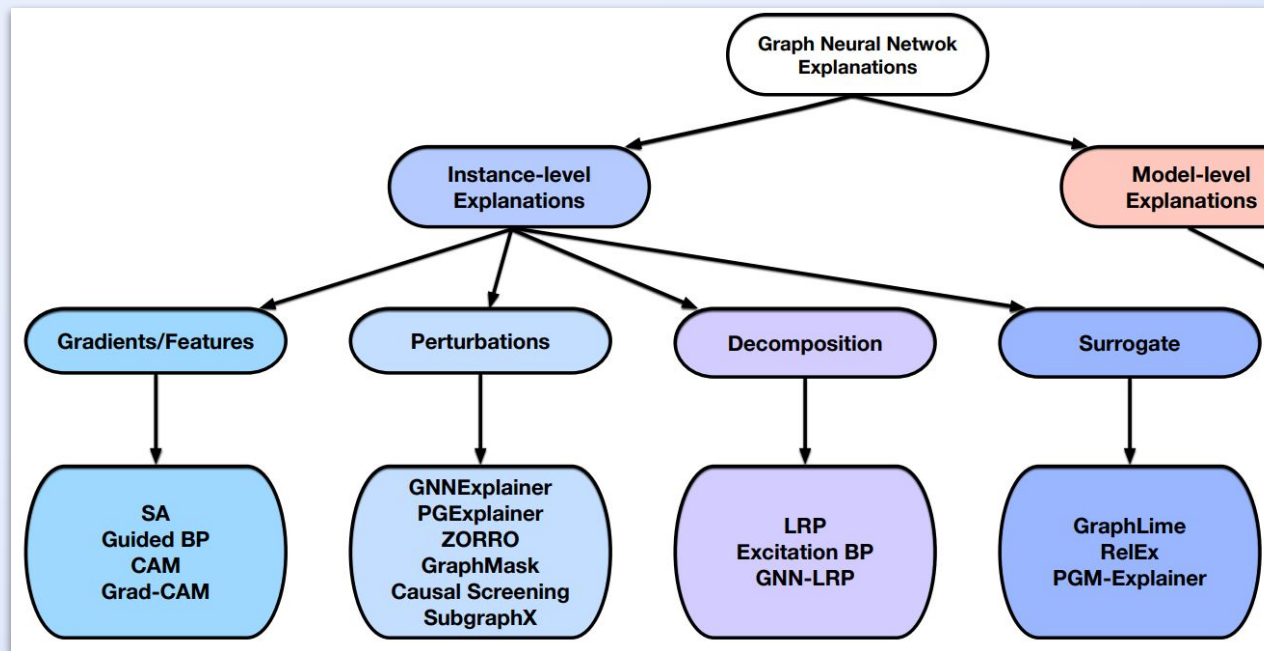 Graph Neural Netwok
Explanations
Instance-level
Explanations
Model-level
Explanations
Gradients/Features
Perturbations
Decomposition
Surrogate
SA
Guided BP
CAM
Grad-CAM
GNNExplainer
PGExplainer
ZORRO
GraphMask
Causal Screening
SubgraphX
LRP
Excitation BP
GNN-LRP
GraphLime
RelEx
PGM-Explainer